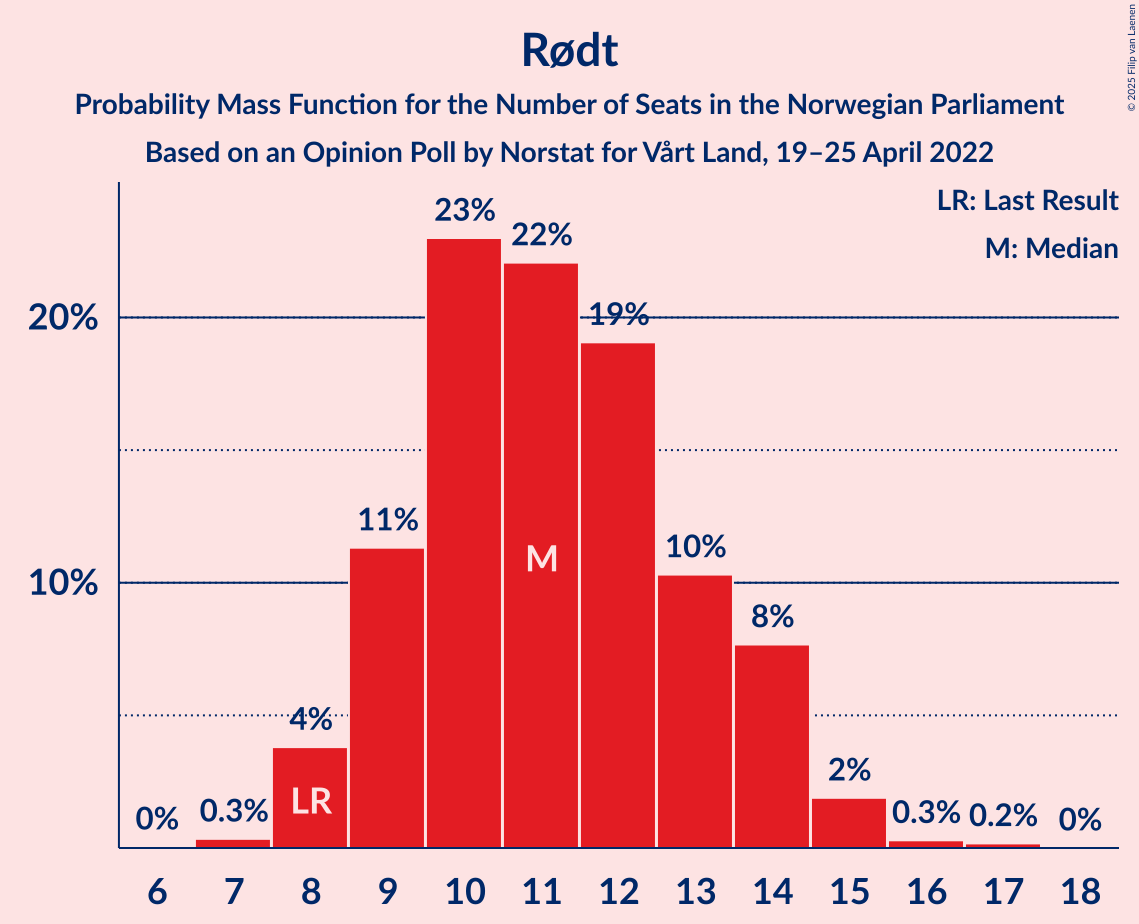 Rødt
Probability Mass Function for the Number of Seats in the Norwegian Parliament
Based on an Opinion Poll by Norstat for Vårt Land, 19–25 April 2022
© 2025 Filip van Laenen
LR: Last Result
M: Median
23%
22%
19%
20%
11%
10%
10%
8%
4%
2%
0%
0.3%
0.3%
0.2%
0%
M
LR
6 7 8 9 10 11 12 13 14 15 16 17 18